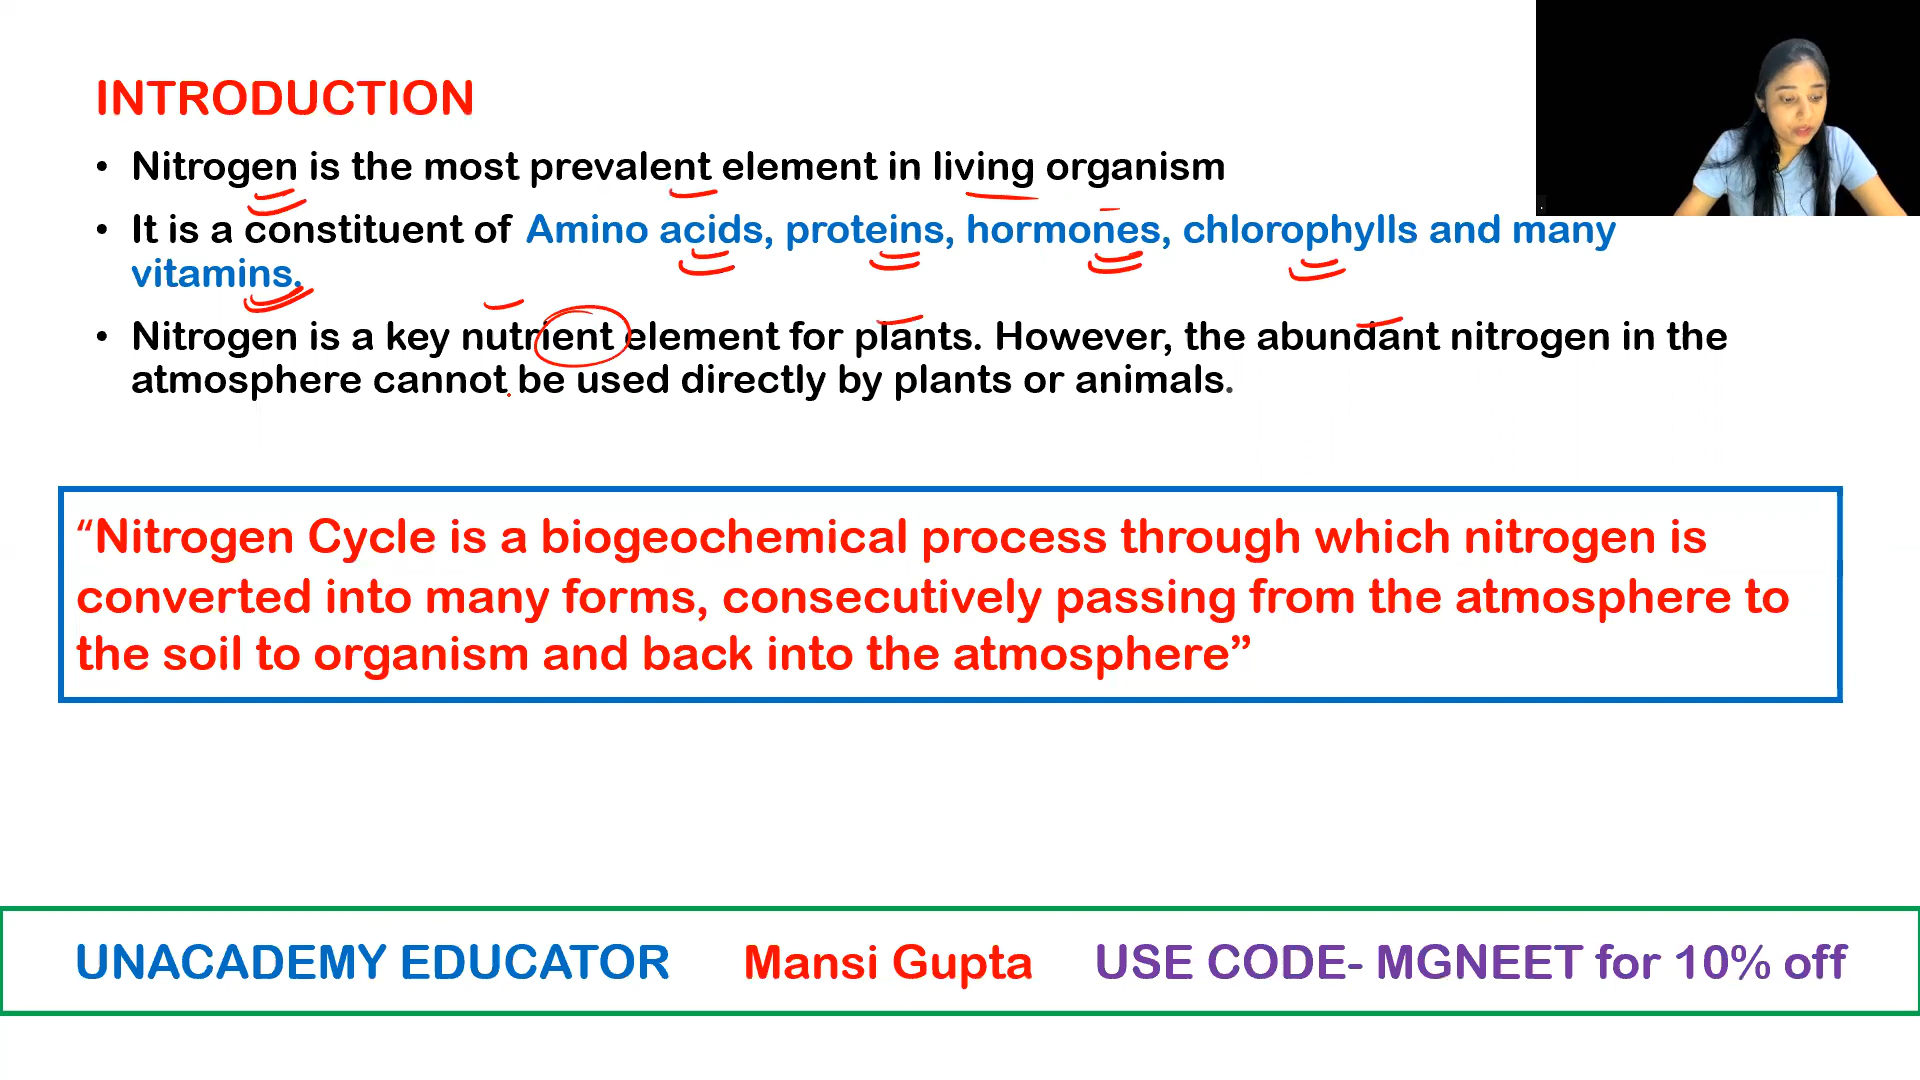 INTRODUCTION
• Nitrogen is the most prevalent element in living organism
• It is a constituent of Amino acids, proteins, hormones, chlorophylls and many
vitamins.
• Nitrogen is a key nutrient element for plants. However, the abundant nitrogen in the
atmosphere cannot be used directly by plants or animals.
“Nitrogen Cycle is a biogeochemical process through which nitrogen is
converted into many forms, consecutively passing from the atmosphere to
the soil to organism and back into the atmosphere”
UNACADEMY EDUCATOR Mansi Gupta USE CODE- MGNEET for 10% off